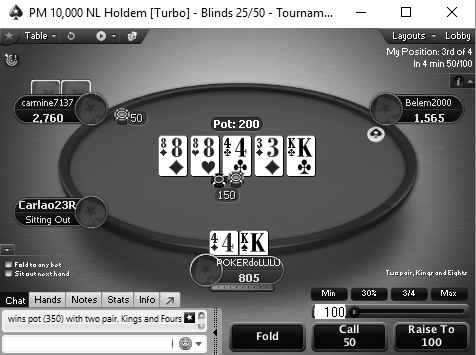 PM 10,000 NL Holdem [Turbo] - Blinds 25/50 - Tournam...
Table
Layouts
Lobby
My Position: 3rd of 4
In 4 min 50/100
carmine7137
2,760
50
Pot: 200
Belem2000
1,565
8 8 4 3 K
150
Carlao23R
Sitting Out
4 K
POKERdoLULU
805
Fold to any bet
Sit out next hand
Two pair, Kings and Eights
Chat Hands Notes Stats Info
Min 30% 3/4 Max
wins pot (350) with two pair, Kings and Fours
100
Fold
Call
50
Raise To
100